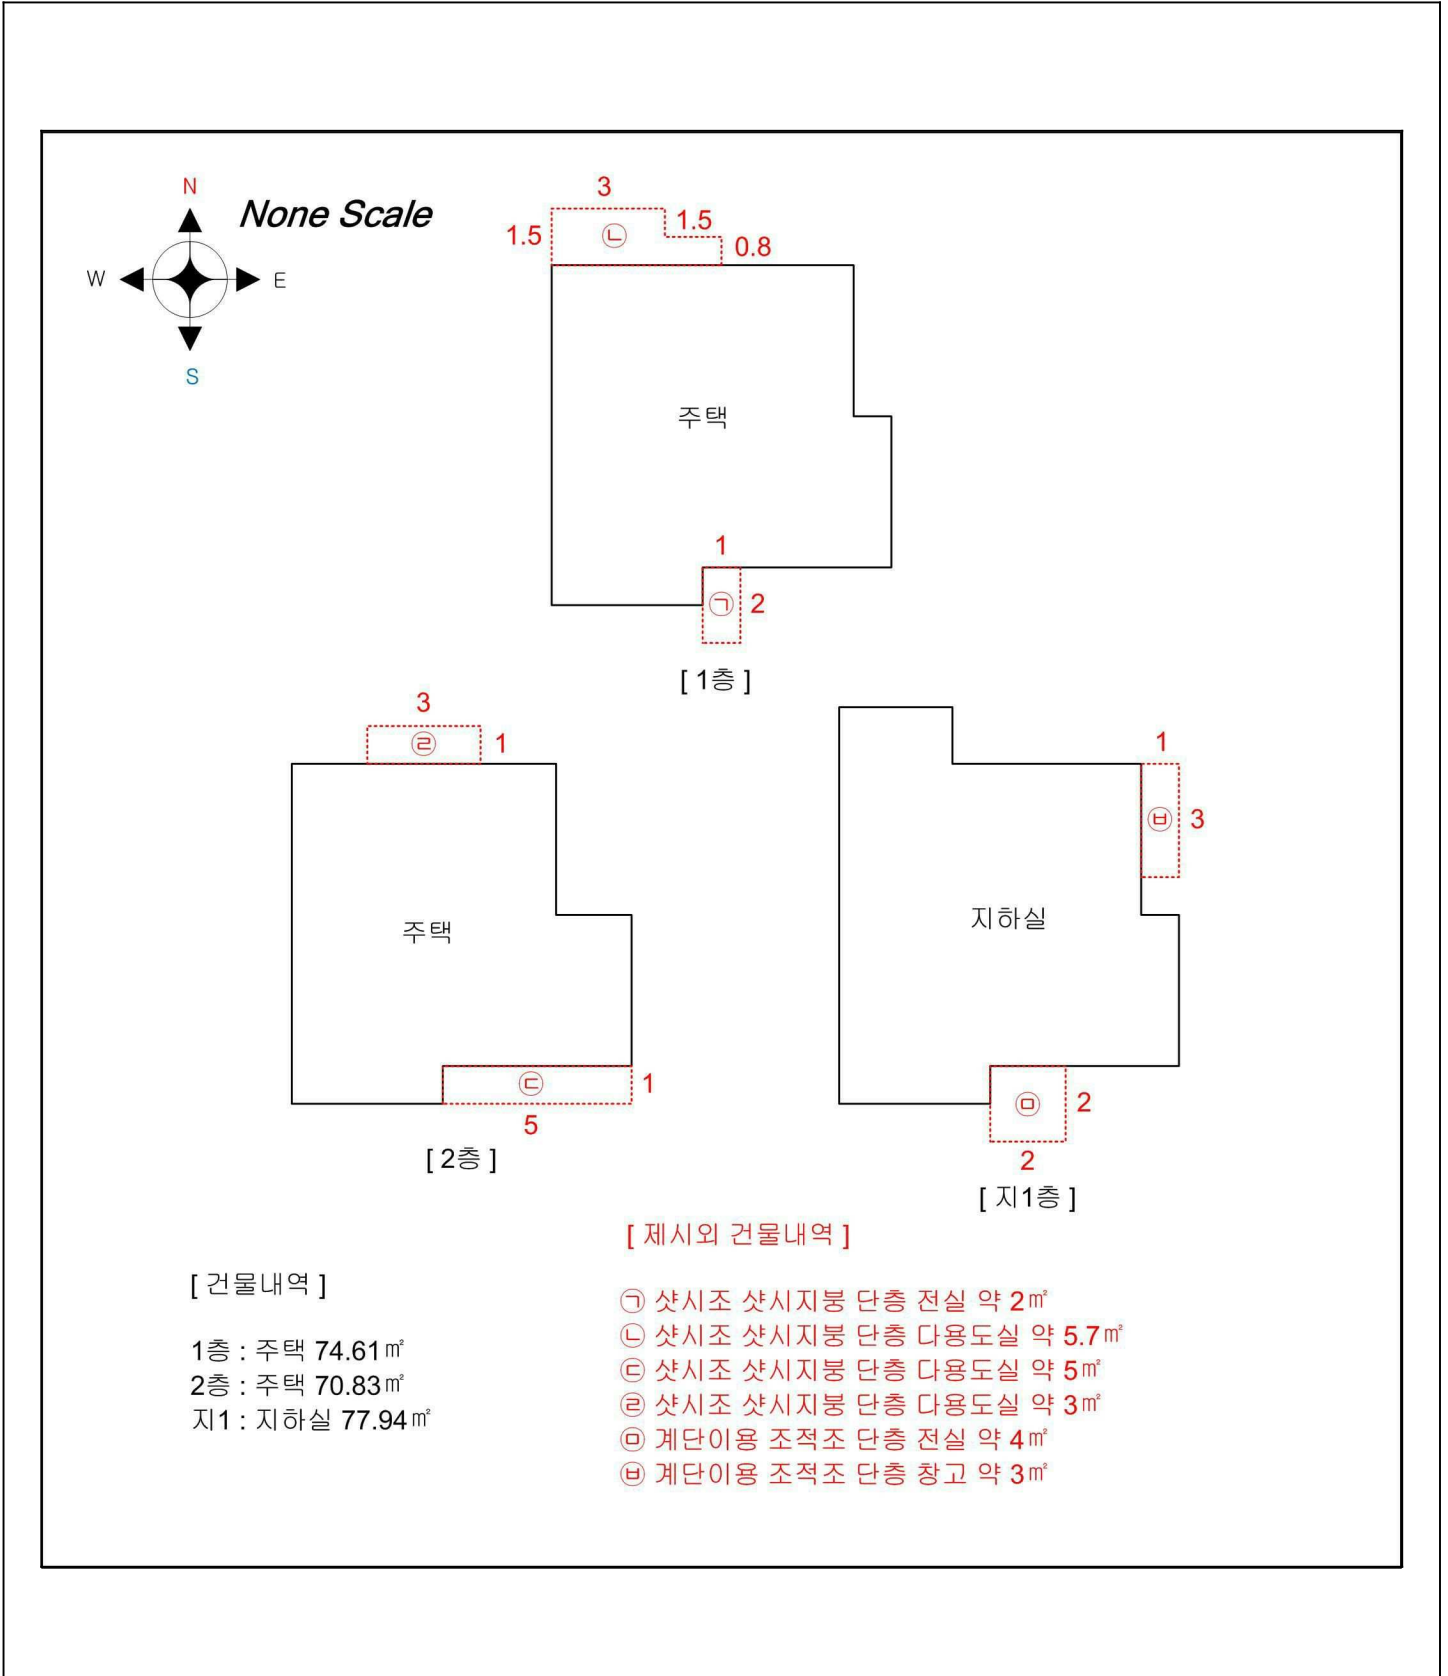 N
None Scale
W
E
S
3
1.5
1.5
0.8
㉡
주택
1
㉠
2
[ 1층 ]
3
㉣
1
주택
㉢
1
5
[ 2층 ]
1
㉥
3
지하실
㉤
2
2
[ 지1층 ]
[ 제시외 건물내역 ]
[ 건물내역 ]
1층 : 주택 74.61㎡
2층 : 주택 70.83㎡
지1 : 지하실 77.94㎡
㉠ 샷시조 샷시지붕 단층 전실 약 2㎡
㉡ 샷시조 샷시지붕 단층 다용도실 약 5.7㎡
㉢ 샷시조 샷시지붕 단층 다용도실 약 5㎡
㉣ 샷시조 샷시지붕 단층 다용도실 약 3㎡
㉤ 계단이용 조적조 단층 전실 약 4㎡
㉥ 계단이용 조적조 단층 창고 약 3㎡